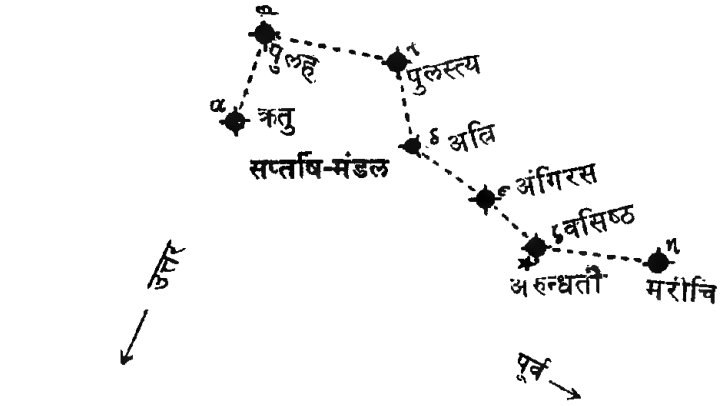 β
पुलह
γ
पुलस्त्य
α
ऋतु
δ
अत्रि
सप्तर्षि-मंडल
ε
अंगिरस
ζ
वसिष्ठ
η
अरुन्धती
मरीचि
उत्तर
पूर्व